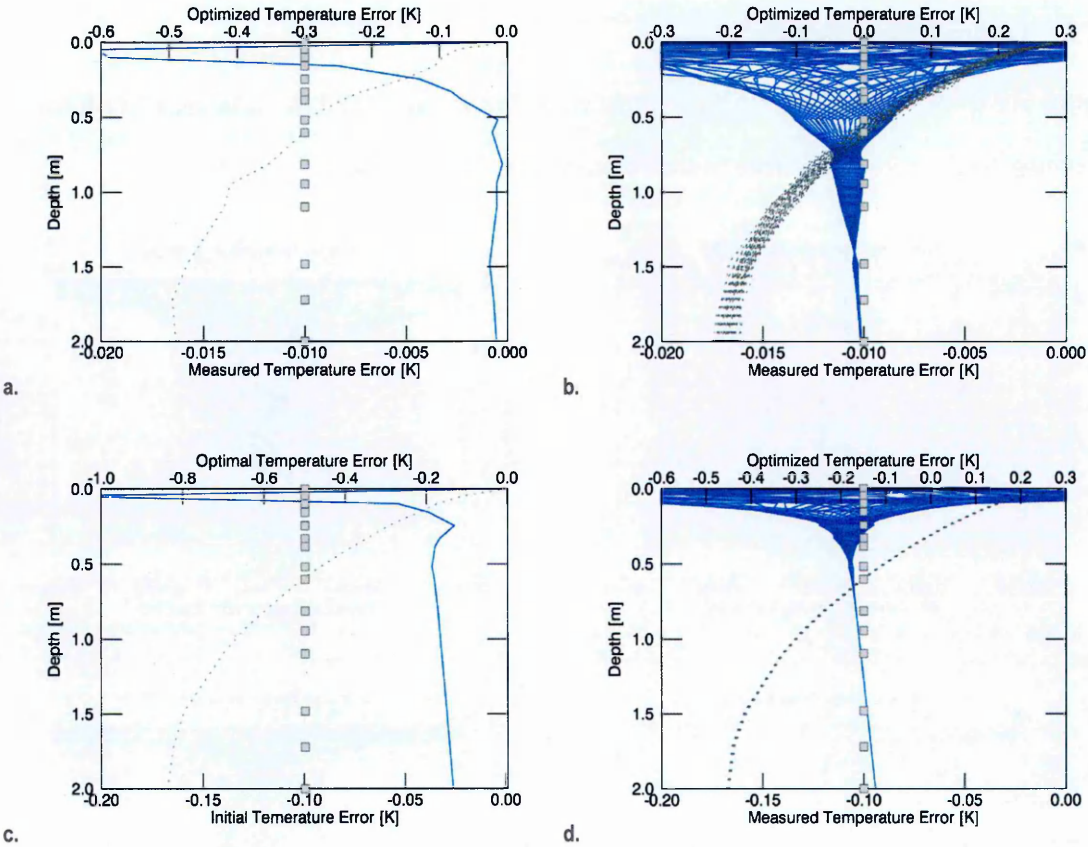 Optimized Temperature Error [K]
-0.6 -0.5 -0.4 -0.3 -0.2 -0.1 0.0
0.0
0.5
1.0
1.5
2.0
Depth [m]
-0.020 -0.015 -0.010 -0.005 0.000
Measured Temperature Error [K]
a.
Optimized Temperature Error [K]
-0.3 -0.2 -0.1 0.0 0.1 0.2 0.3
0.0
0.5
1.0
1.5
2.0
Depth [m]
-0.020 -0.015 -0.010 -0.005 0.000
Measured Temperature Error [K]
b.
Optimal Temperature Error [K]
-1.0 -0.8 -0.6 -0.4 -0.2 0.0
0.0
0.5
1.0
1.5
2.0
Depth [m]
-0.20 -0.15 -0.10 -0.05 0.00
Initial Temerature Error [K]
c.
Optimized Temperature Error [K]
-0.6 -0.5 -0.4 -0.3 -0.2 -0.1 0.0 0.1 0.2 0.3
0.0
0.5
1.0
1.5
2.0
Depth [m]
-0.20 -0.15 -0.10 -0.05 0.00
Measured Temperature Error [K]
d.